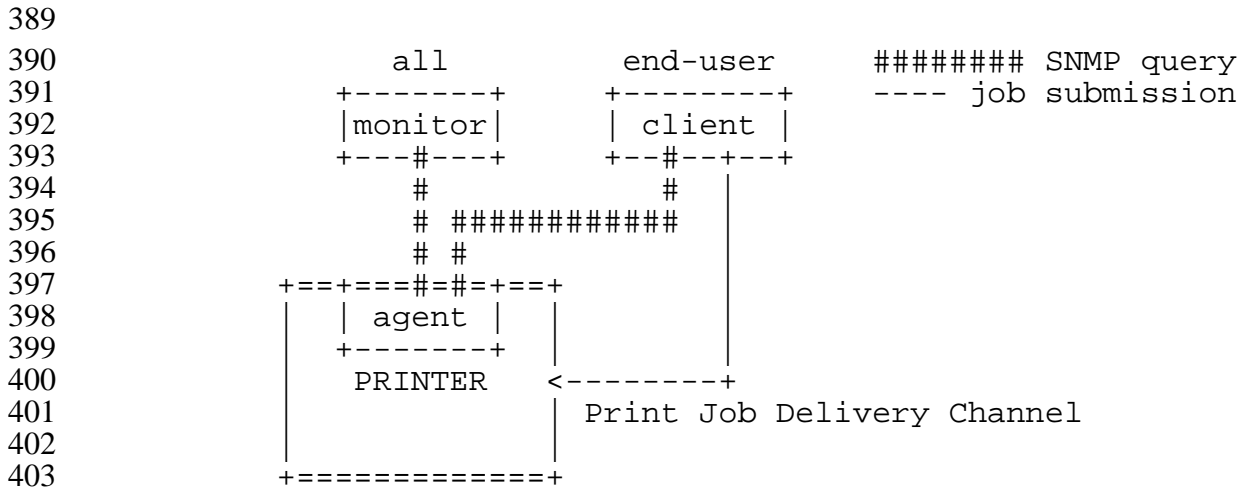 389
390 all end-user ######## SNMP query
391 +-------+ +--------+ ---- job submission
392 |monitor| | client |
393 +---#---+ +--#--+--+
394 # # |
395 # ############ |
396 # # |
397 +==+===#=#=+==+ |
398 | | agent | | |
399 | +-------+ | |
400 | PRINTER <--------+
401 | | Print Job Delivery Channel
402 | |
403 +=============+